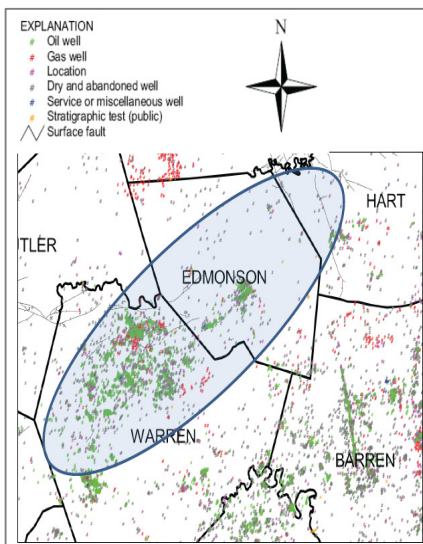 EXPLANATION
# Oil well
# Gas well
# Location
# Dry and abandoned well
# Service or miscellaneous well
# Stratigraphic test (public)
Surface fault
N
HART
UTLER
EDMONSON
WARREN
BARREN